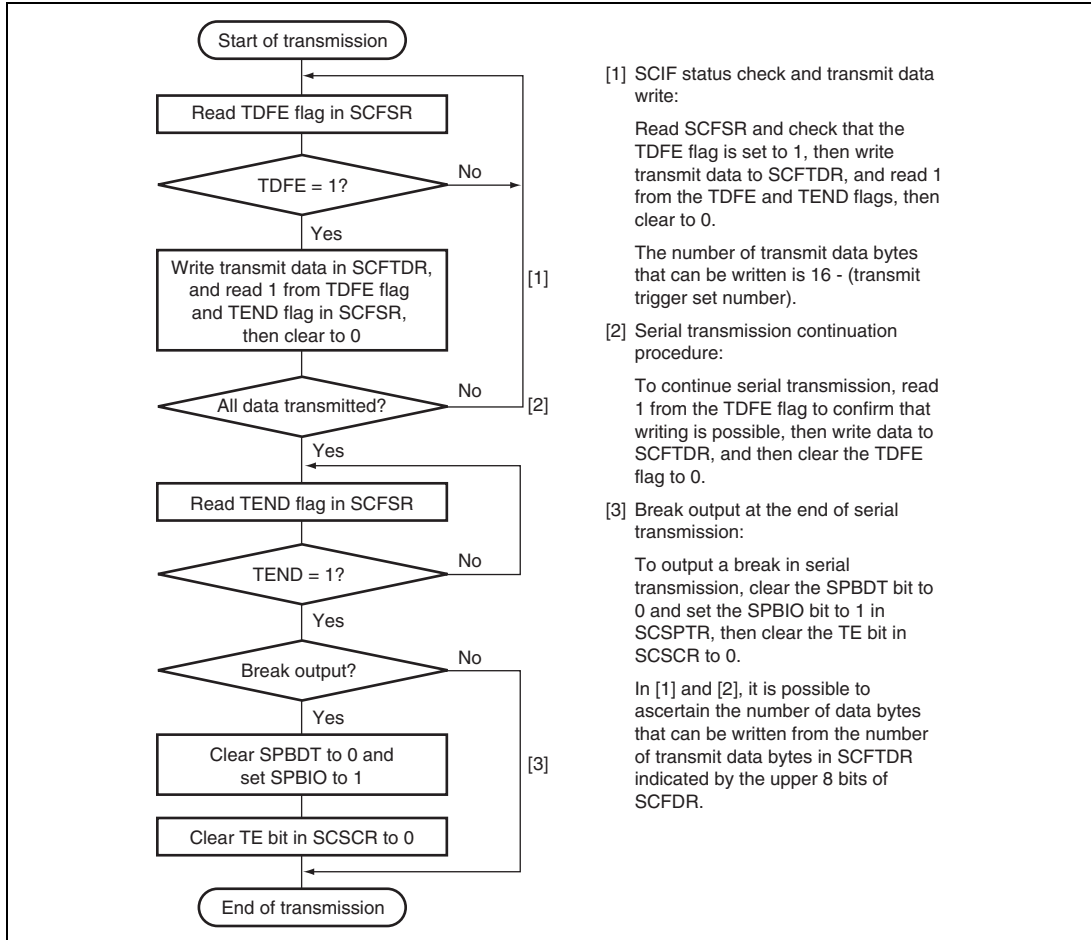 Start of transmission
Read TDFE flag in SCFSR
TDFE = 1?
No
Yes
Write transmit data in SCFTDR,
and read 1 from TDFE flag
and TEND flag in SCFSR,
then clear to 0
[1]
All data transmitted?
No
[2]
Yes
Read TEND flag in SCFSR
TEND = 1?
No
Yes
Break output?
No
Yes
Clear SPBDT to 0 and
set SPBIO to 1
[3]
Clear TE bit in SCSCR to 0
End of transmission
[1] SCIF status check and transmit data
write:
Read SCFSR and check that the
TDFE flag is set to 1, then write
transmit data to SCFTDR, and read 1
from the TDFE and TEND flags, then
clear to 0.
The number of transmit data bytes
that can be written is 16 - (transmit
trigger set number).
[2] Serial transmission continuation
procedure:
To continue serial transmission, read
1 from the TDFE flag to confirm that
writing is possible, then write data to
SCFTDR, and then clear the TDFE
flag to 0.
[3] Break output at the end of serial
transmission:
To output a break in serial
transmission, clear the SPBDT bit to
0 and set the SPBIO bit to 1 in
SCSPTR, then clear the TE bit in
SCSCR to 0.
In [1] and [2], it is possible to
ascertain the number of data bytes
that can be written from the number
of transmit data bytes in SCFTDR
indicated by the upper 8 bits of
SCFDR.